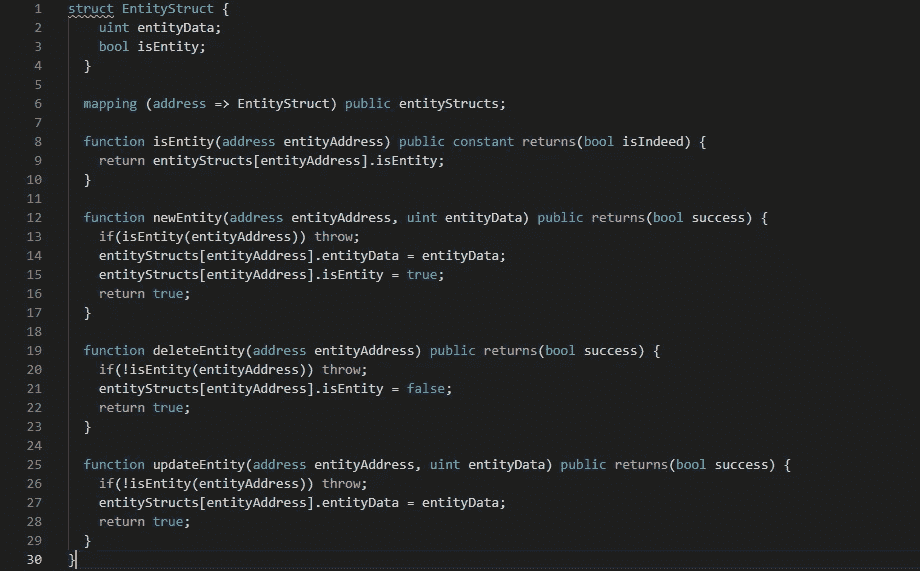 1 struct EntityStruct {
2 uint entityData;
3 bool isEntity;
4 }
5
6 mapping (address => EntityStruct) public entityStructs;
7
8 function isEntity(address entityAddress) public constant returns(bool isIndeed) {
9 return entityStructs[entityAddress].isEntity;
10 }
11
12 function newEntity(address entityAddress, uint entityData) public returns(bool success) {
13 if(isEntity(entityAddress)) throw;
14 entityStructs[entityAddress].entityData = entityData;
15 entityStructs[entityAddress].isEntity = true;
16 return true;
17 }
18
19 function deleteEntity(address entityAddress) public returns(bool success) {
20 if(!isEntity(entityAddress)) throw;
21 entityStructs[entityAddress].isEntity = false;
22 return true;
23 }
24
25 function updateEntity(address entityAddress, uint entityData) public returns(bool success) {
26 if(!isEntity(entityAddress)) throw;
27 entityStructs[entityAddress].entityData = entityData;
28 return true;
29 }
30 }